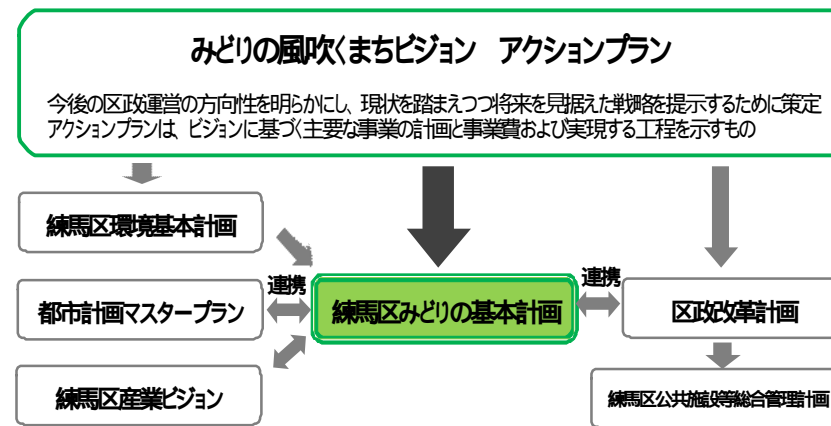 みどりの風吹くまちビジョン アクションプラン
今後の区政運営の方向性を明らかにし、現状を踏まえつつ将来を見据えた戦略を提示するために策定
アクションプランは、ビジョンに基づく主要な事業の計画と事業費および実現する工程を示すもの
練馬区環境基本計画
連携
連携
都市計画マスタープラン
練馬区みどりの基本計画
区政改革計画
練馬区産業ビジョン
練馬区公共施設等総合管理計画